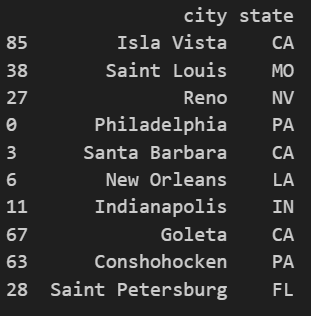 city state
85 Isla Vista CA
38 Saint Louis MO
27 Reno NV
0 Philadelphia PA
3 Santa Barbara CA
6 New Orleans LA
11 Indianapolis IN
67 Goleta CA
63 Conshohocken PA
28 Saint Petersburg FL